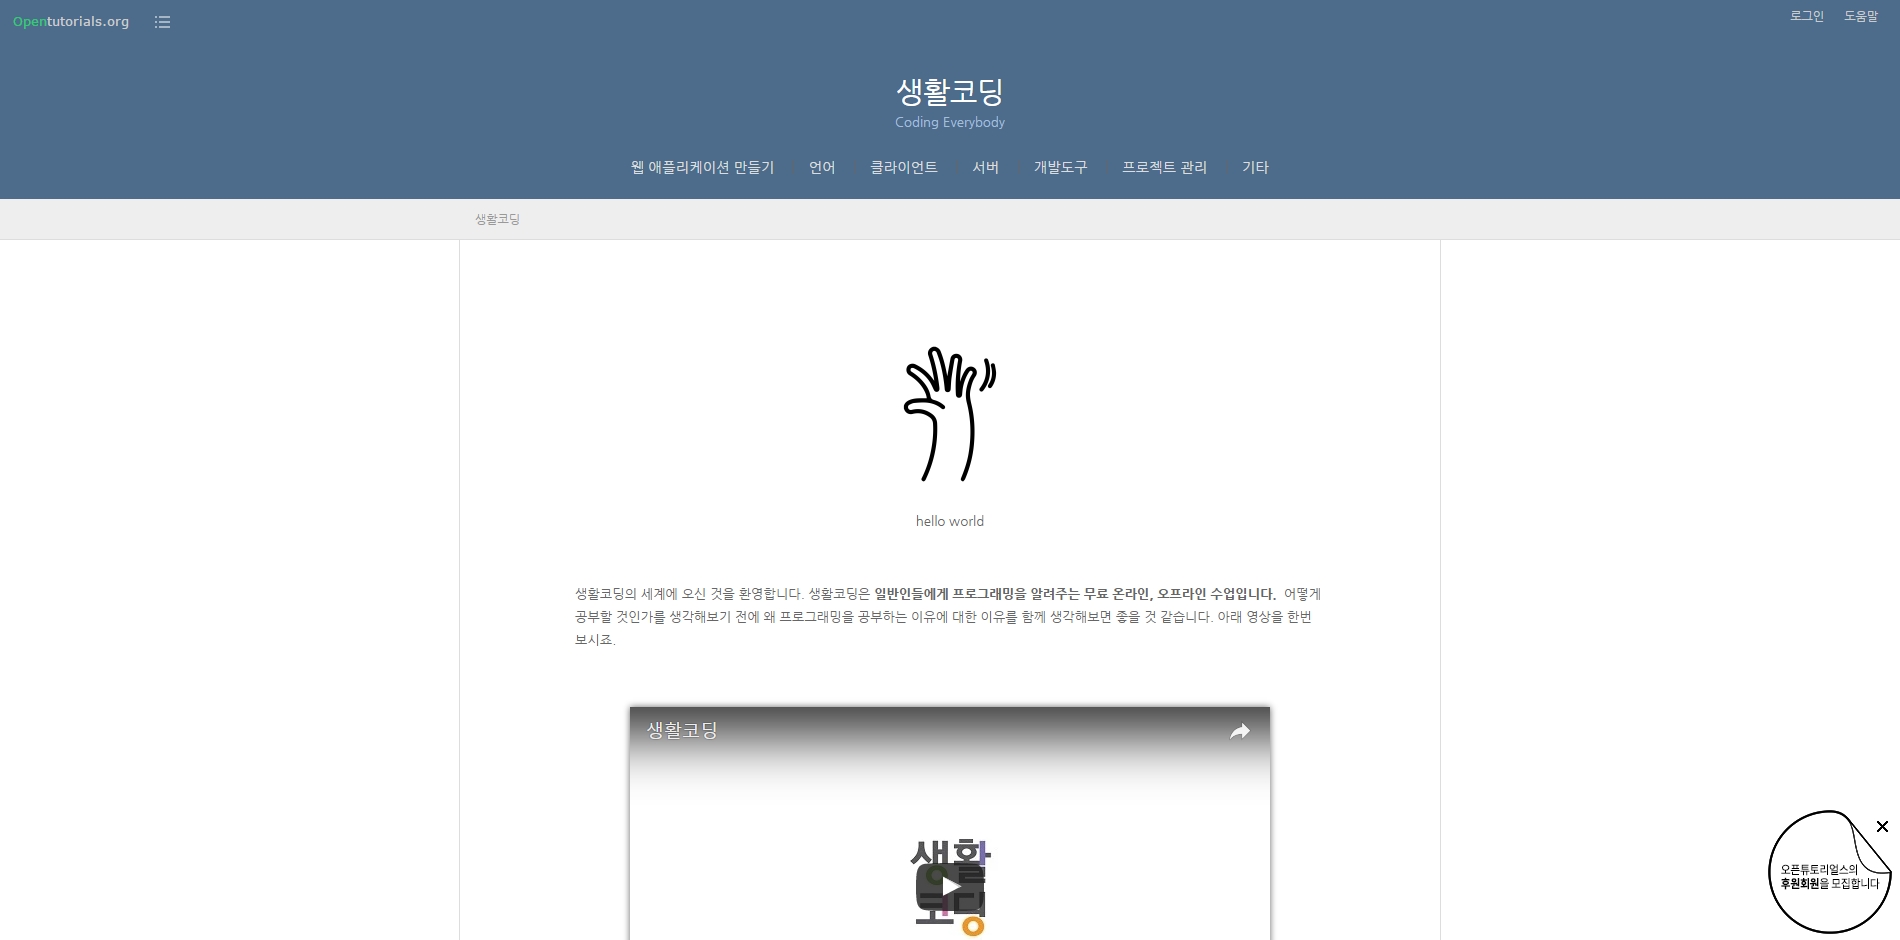 Opentutorials.org
로그인 도움말
생활코딩
Coding Everybody
웹 애플리케이션 만들기 언어 클라이언트 서버 개발도구 프로젝트 관리 기타
생활코딩
hello world
생활코딩의 세계에 오신 것을 환영합니다. 생활코딩은 일반인들에게 프로그래밍을 알려주는 무료 온라인, 오프라인 수업입니다. 어떻게
공부할 것인가를 생각해보기 전에 왜 프로그래밍을 공부하는 이유에 대한 이유를 함께 생각해보면 좋을 것 같습니다. 아래 영상을 한번
보시죠.
생활코딩
생활
코딩
오픈튜토리얼스의
후원회원을 모집합니다